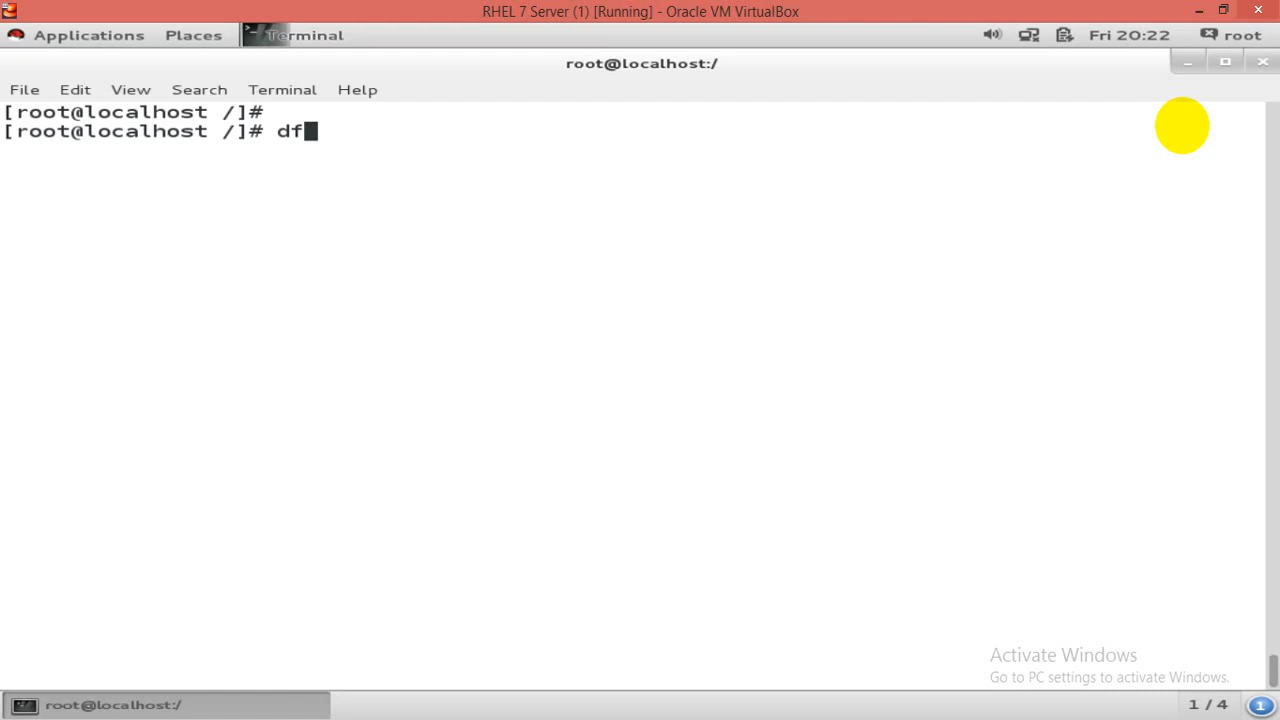 RHEL 7 Server (1) [Running] - Oracle VM VirtualBox
Applications Places Terminal Fri 20:22 root
root@localhost:/
File Edit View Search Terminal Help
[root@localhost /]#
[root@localhost /]# df
Activate Windows
Go to PC settings to activate Windows.
root@localhost:/ 1 / 4 1